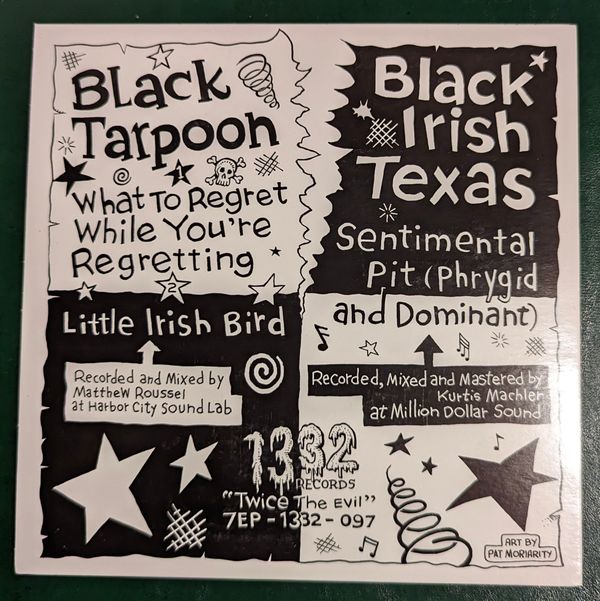 Black
Tarpoon
1
What To Regret
While You're
Regretting
2
Little Irish Bird
Recorded and Mixed by
Matthew Roussel
at Harbor City Sound Lab
Black
Irish
Texas
Sentimental
Pit (Phrygid
and Dominant)
Recorded, Mixed and Mastered by
Kurtis Machler
at Million Dollar Sound
1332
RECORDS
"Twice The Evil"
7EP-1332-097
ART BY
PAT MORIARITY